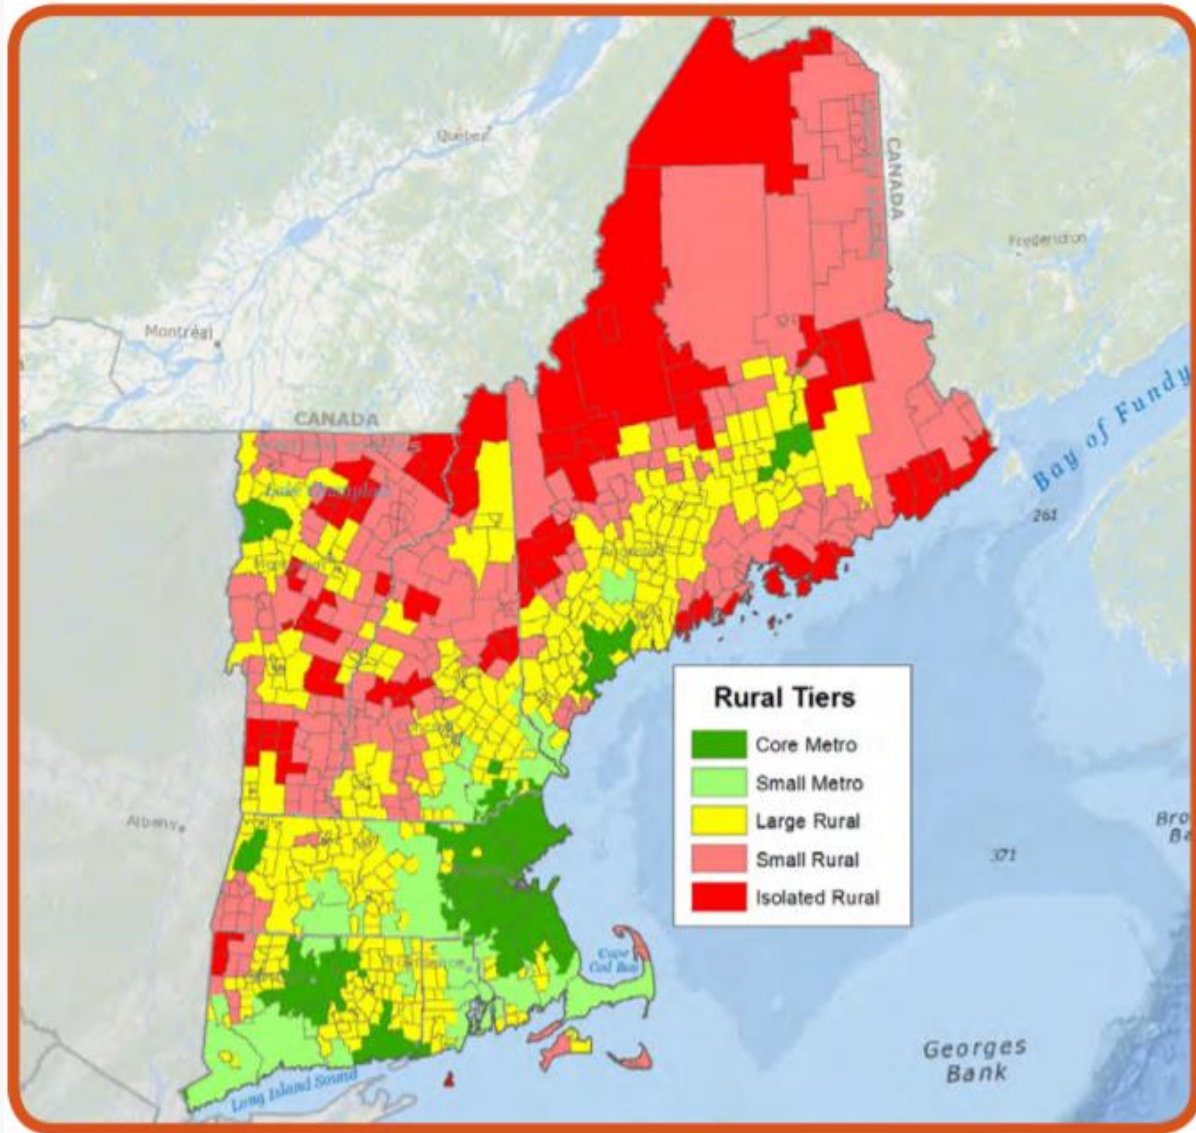 Québec
CANADA
Fredericton
Montréal
CANADA
Bay of Fundy
261
Rural Tiers
Core Metro
Small Metro
Large Rural
Small Rural
Isolated Rural
Albany
371
Cape
Cod Bay
Georges
Bank
Long Island Sound